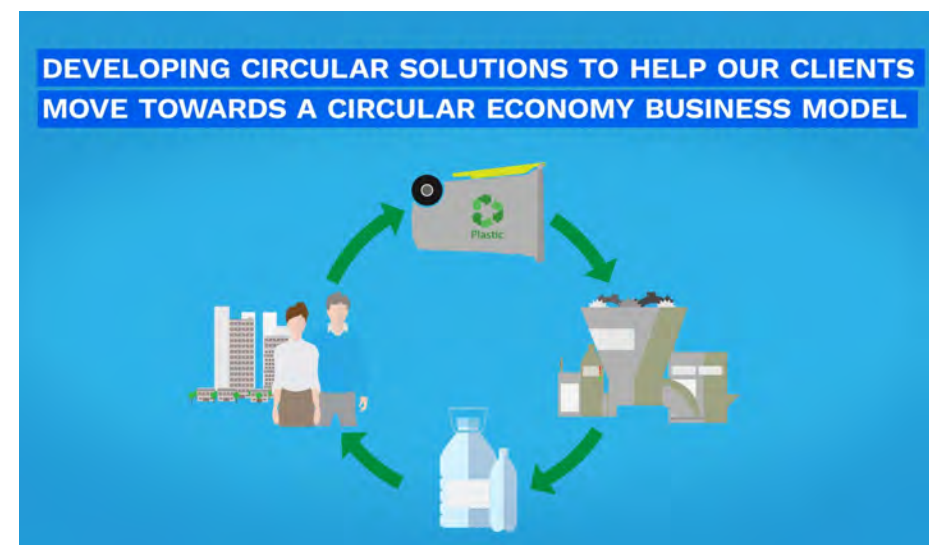 DEVELOPING CIRCULAR SOLUTIONS TO HELP OUR CLIENTS
MOVE TOWARDS A CIRCULAR ECONOMY BUSINESS MODEL
Plastic